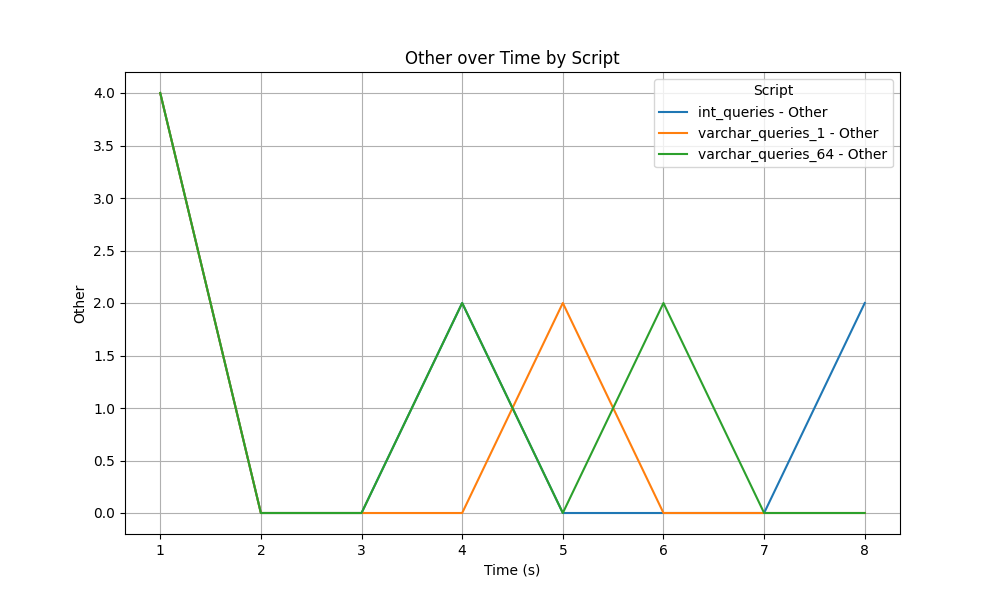 Other over Time by Script
Script
int_queries - Other
varchar_queries_1 - Other
varchar_queries_64 - Other
Other
4.0
3.5
3.0
2.5
2.0
1.5
1.0
0.5
0.0
1 2 3 4 5 6 7 8
Time (s)